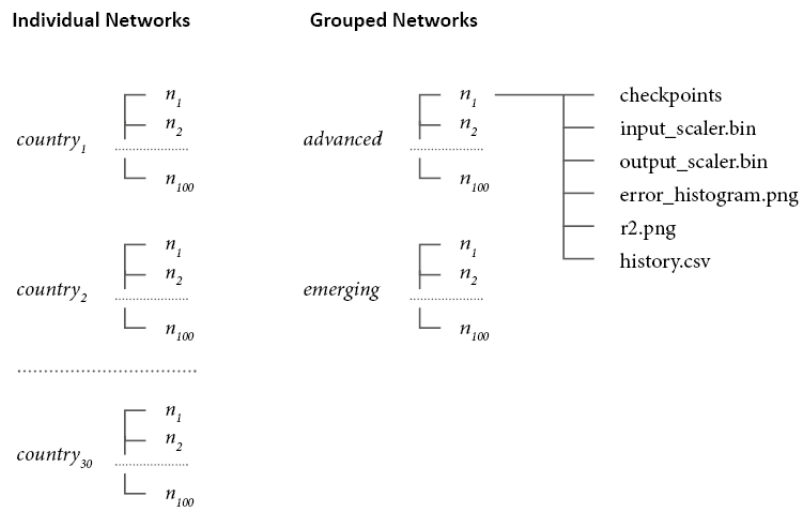 Individual Networks
Grouped Networks
country1
n1
n2
n100
country2
n1
n2
n100
country30
n1
n2
n100
advanced
n1
n2
n100
emerging
n1
n2
n100
checkpoints
input_scaler.bin
output_scaler.bin
error_histogram.png
r2.png
history.csv